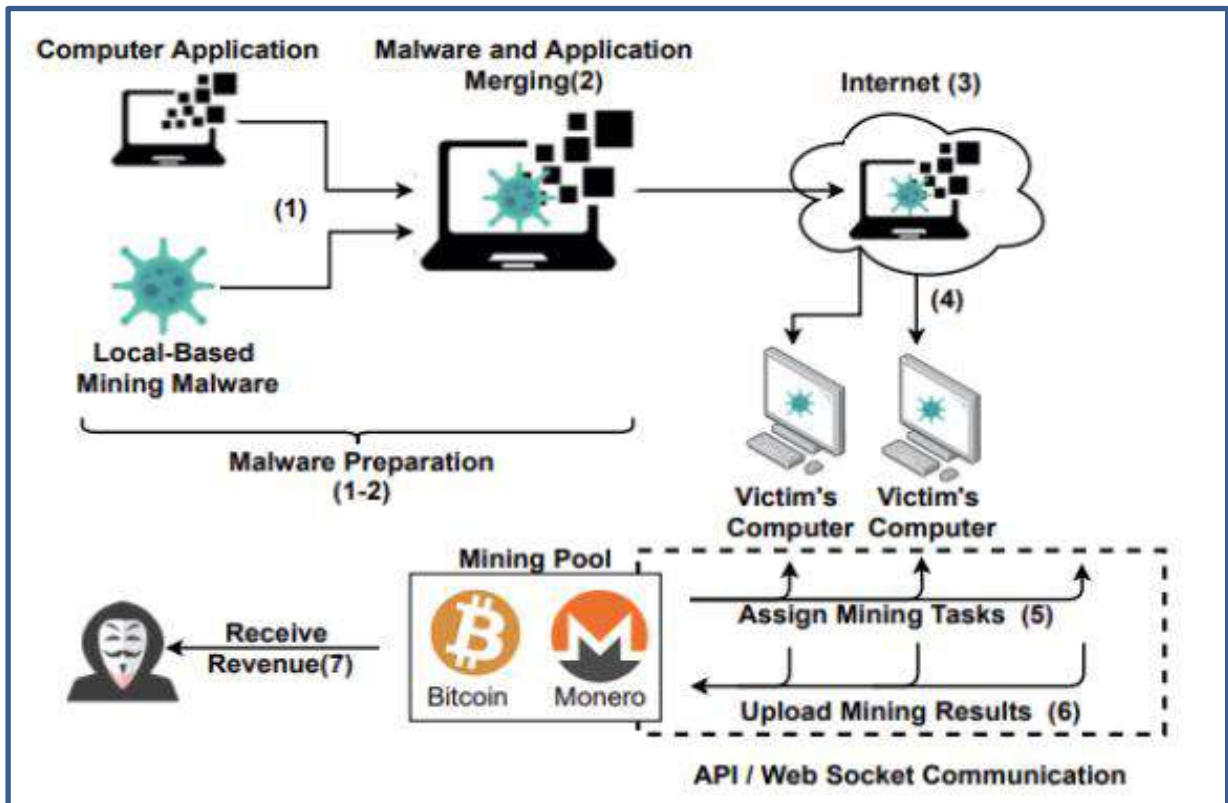 Computer Application
Malware and Application
Merging(2)
Internet (3)
(1)
(4)
Local-Based
Mining Malware
Malware Preparation
(1-2)
Victim's
Computer
Victim's
Computer
Mining Pool
Bitcoin
Monero
Assign Mining Tasks (5)
Receive
Revenue(7)
Upload Mining Results (6)
API / Web Socket Communication